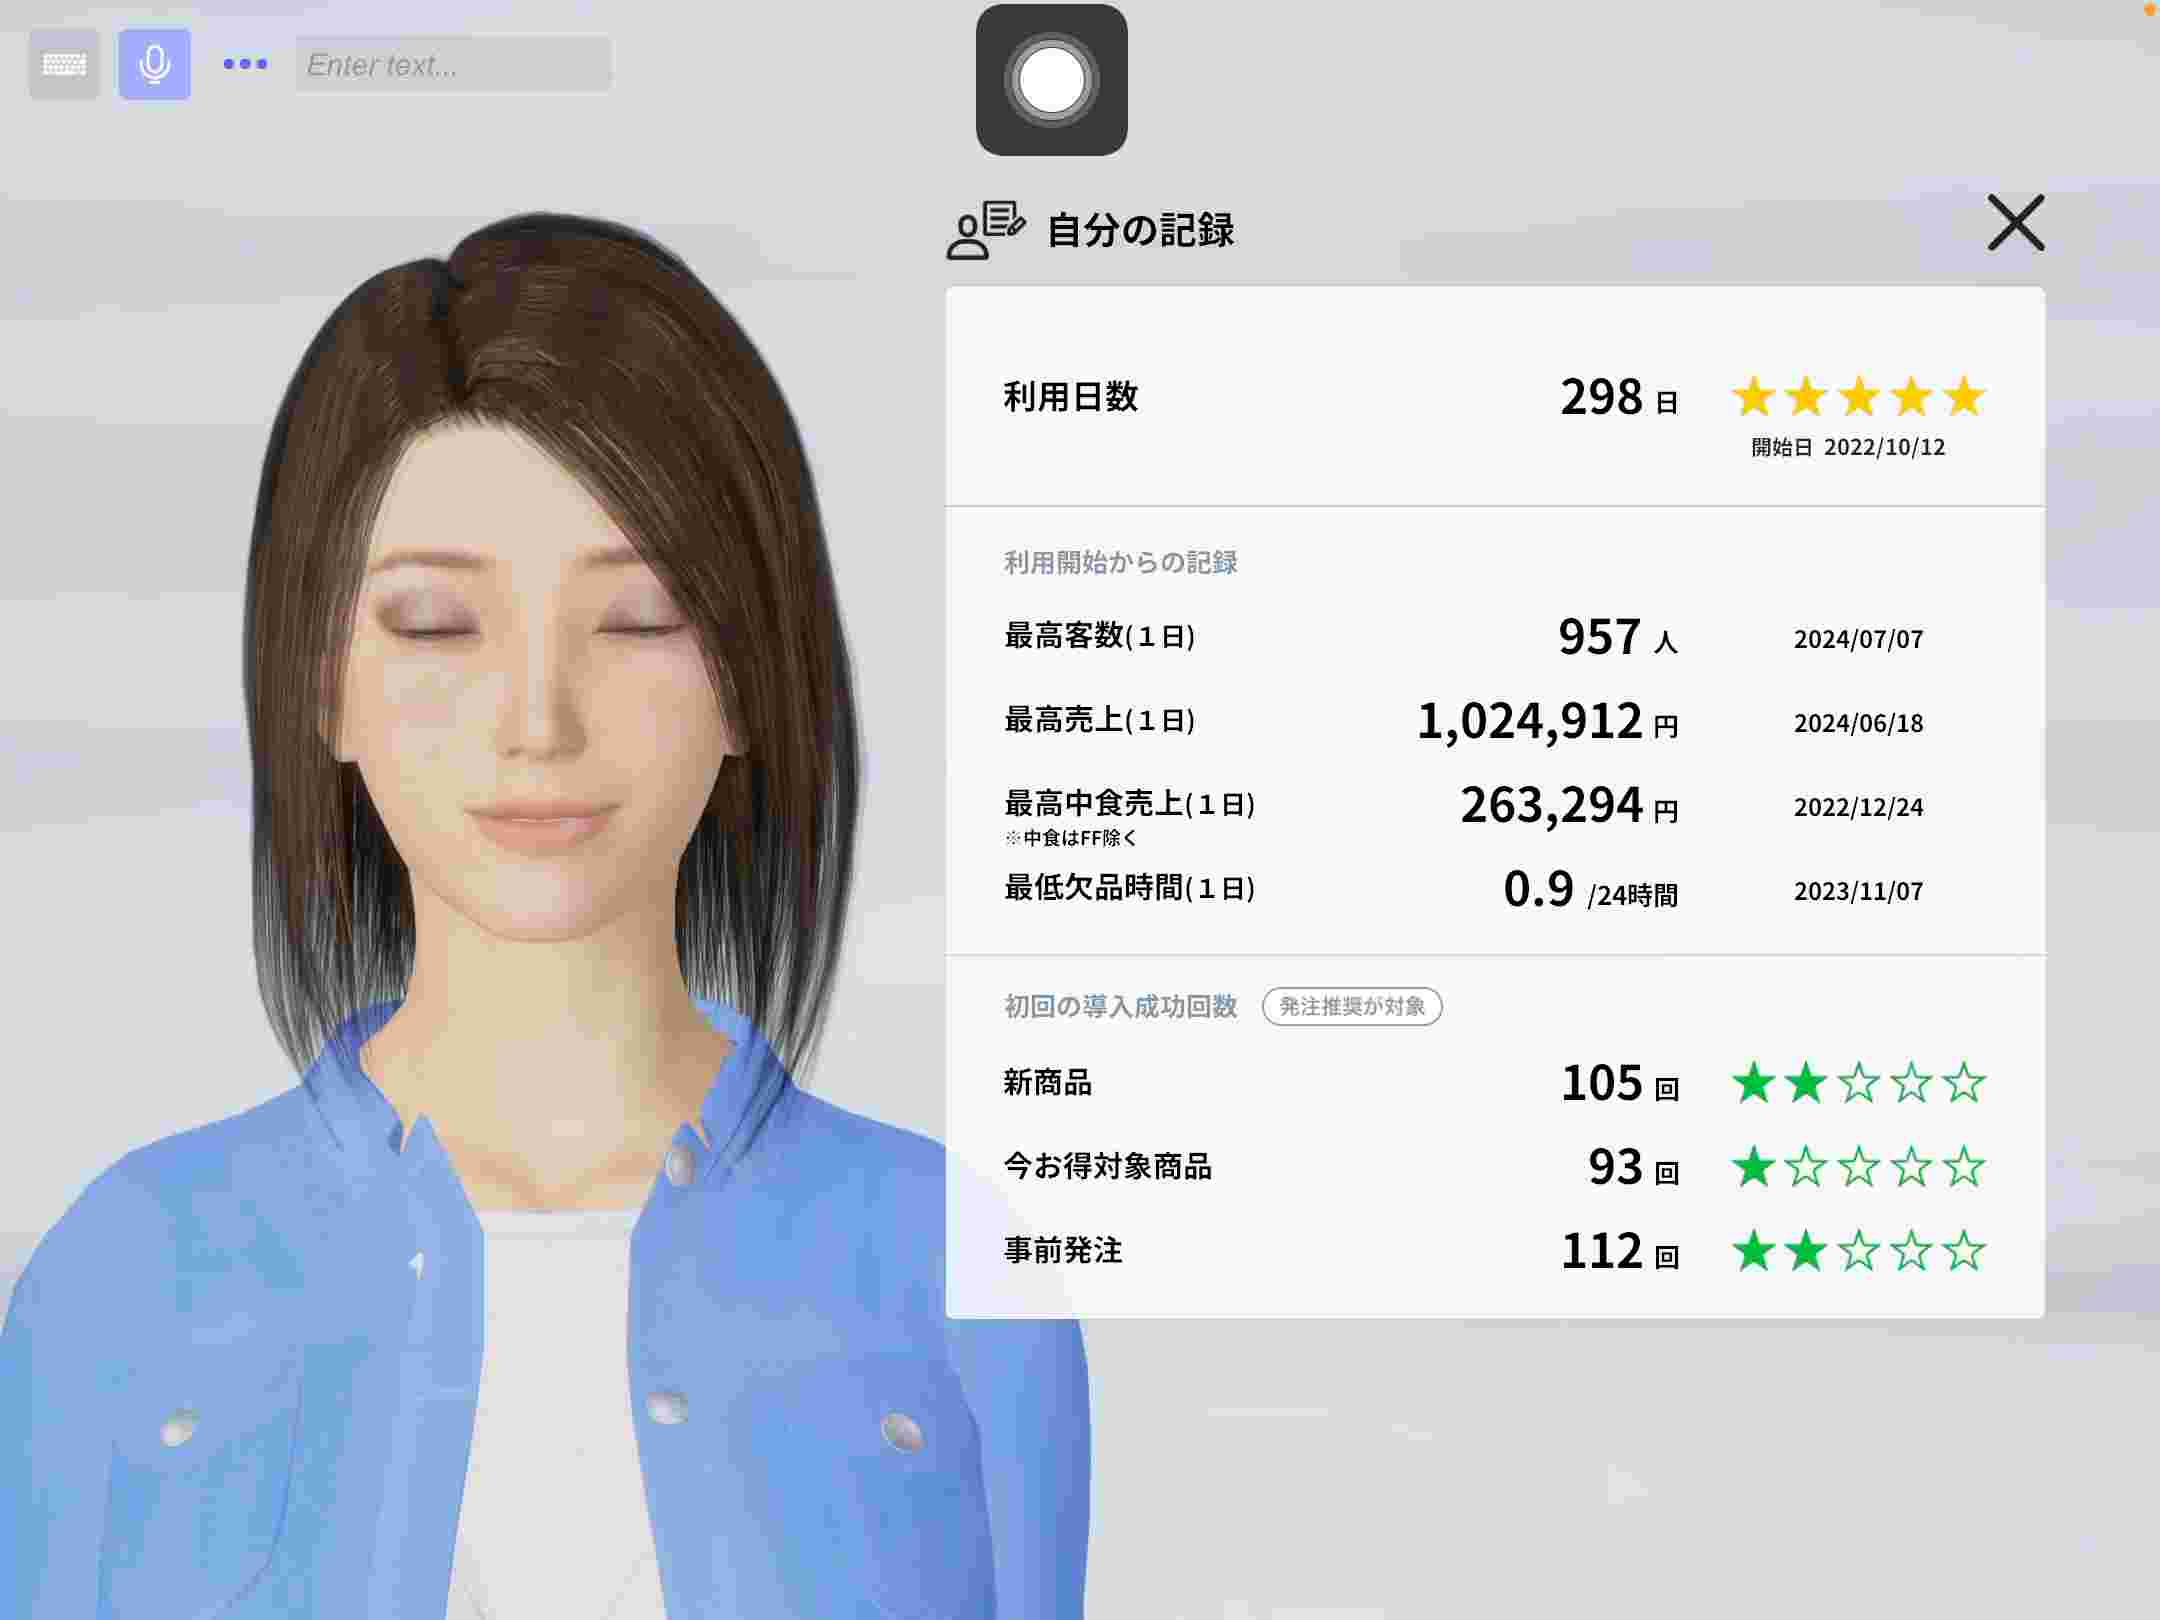 Enter text...
自分の記録
利用日数 298 日
開始日 2022/10/12
利用開始からの記録
最高客数(1日) 957 人 2024/07/07
最高売上(1日) 1,024,912 円 2024/06/18
最高中食売上(1日) 263,294 円 2022/12/24
※中食はFF除く
最低欠品時間(1日) 0.9 /24時間 2023/11/07
初回の導入成功回数 発注推奨が対象
新商品 105 回
今お得対象商品 93 回
事前発注 112 回